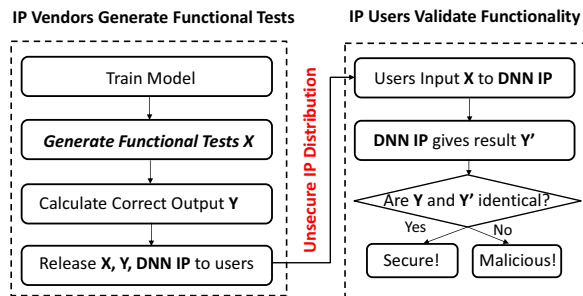 IP Vendors Generate Functional Tests
Train Model
Generate Functional Tests X
Calculate Correct Output Y
Release X, Y, DNN IP to users
Unsecure IP Distribution
IP Users Validate Functionality
Users Input X to DNN IP
DNN IP gives result Y’
Are Y and Y’ identical?
Yes
No
Secure!
Malicious!